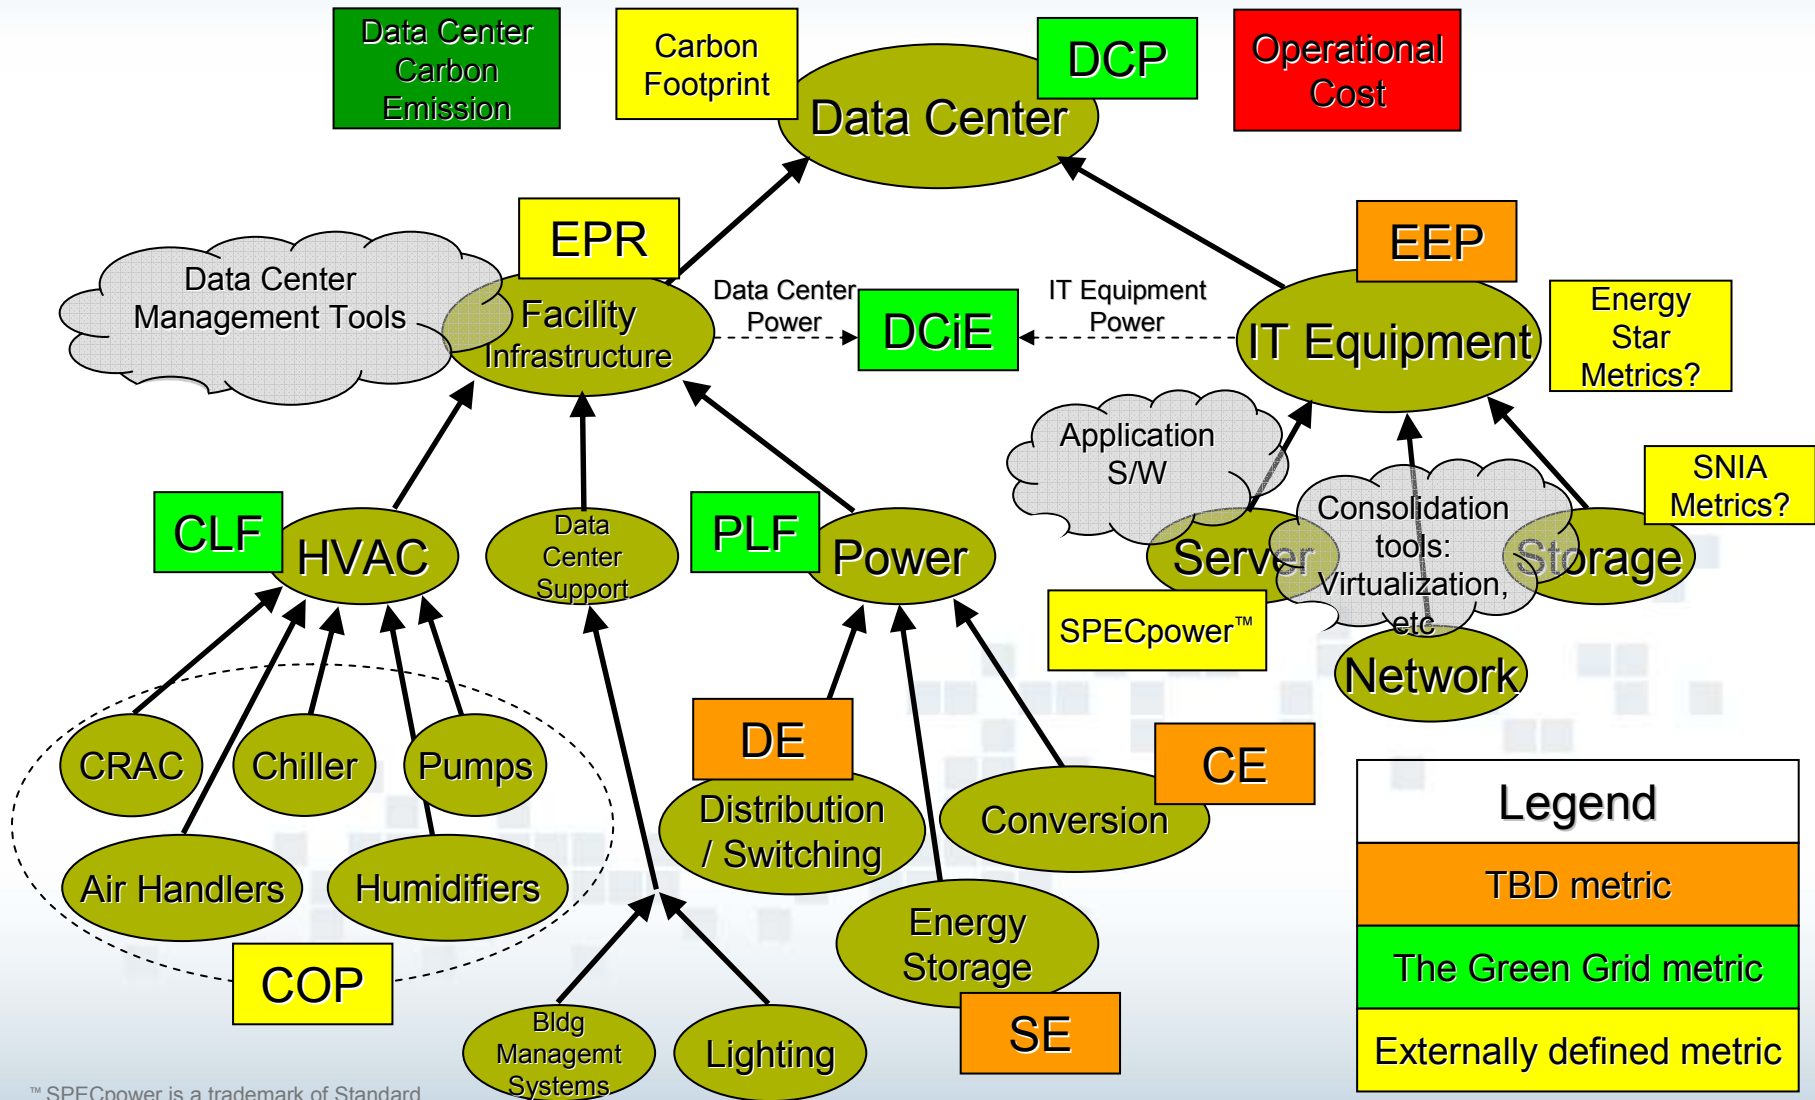 Data Center
Carbon
Emission
Carbon
Footprint
DCP
Operational
Cost
Data Center
EPR
EEP
Data Center
Management Tools
Facility
Infrastructure
Data Center
Power
DCiE
IT Equipment
Power
IT Equipment
Energy
Star
Metrics?
Application
S/W
SNIA
Metrics?
CLF
HVAC
Data
Center
Support
PLF
Power
Server
Consolidation
tools:
Virtualization,
etc
Storage
SPECpower™
Network
CRAC
Chiller
Pumps
Air Handlers
Humidifiers
COP
DE
Distribution
/ Switching
CE
Conversion
Energy
Storage
SE
Bldg
Managemt
Systems
Lighting
Legend
TBD metric
The Green Grid metric
Externally defined metric
™ SPECpower is a trademark of Standard